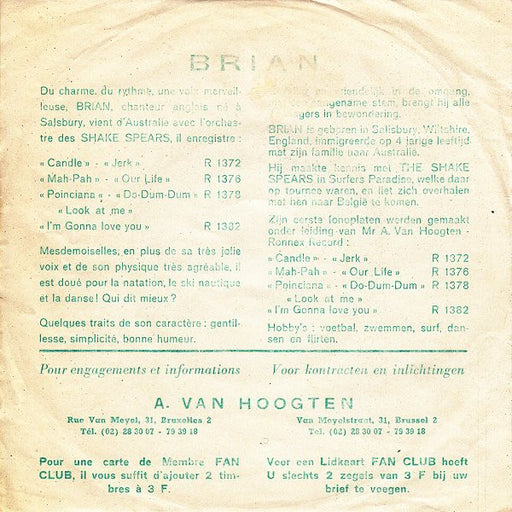 BRIAN
Du charme, du rythme, une voix merveil-
leuse, BRIAN, chanteur anglais né à
Salsbury, vient d'Australie avec l'orches-
tre des SHAKE SPEARS, il enregistre :
« Candle » - « Jerk » R 1372
« Mah-Pah » - « Our Life » R 1376
« Poinciana » - « Do-Dum-Dum » R 1378
« Look at me »
« I'm Gonna love you » R 1382
Mesdemoiselles, en plus de sa très jolie
voix et de son physique très agréable, il
est doué pour la natation, le ski nautique
et la danse ! Qui dit mieux ?
Quelques traits de son caractère : gentil-
lesse, simplicité, bonne humeur.
vriendelijk in de omgang,
aangename stem, brengt hij alle
in bewondering.
BRIAN is geboren in Salisbury, Wiltshire,
England, immigreerde op 4 jarige leeftijd
met zijn familie naar Australie.
Hij maakte kennis met THE SHAKE
SPEARS in Surfers Paradise, welke daar
op tournee waren, en liet zich overhalen
met hen naar België te komen.
Zijn eerste fonoplaten werden gemaakt
onder leiding van Mr A. Van Hoogten -
Ronnex Record :
« Candle » - « Jerk » R 1372
« Mah-Pah » - « Our Life » R 1376
« Poinciana » - « Do-Dum-Dum » R 1378
« Look at me »
« I'm Gonna love you » R 1382
Hobby's : voetbal, zwemmen, surf, dan-
sen en flirten.
Pour engagements et informations
Voor kontracten en inlichtingen
A. VAN HOOGTEN
Rue Van Meyel, 31, Bruxelles 2
Tél. (02) 28 30 07 - 79 39 18
Van Meyelstraat, 31, Brussel 2
Tel. (02) 28 30 07 - 79 39 18
Pour une carte de Membre FAN
CLUB, il vous suffit d'ajouter 2 tim-
bres à 3 F.
Voor een Lidkaart FAN CLUB hoeft
U slechts 2 zegels van 3 F bij uw
brief te voegen.